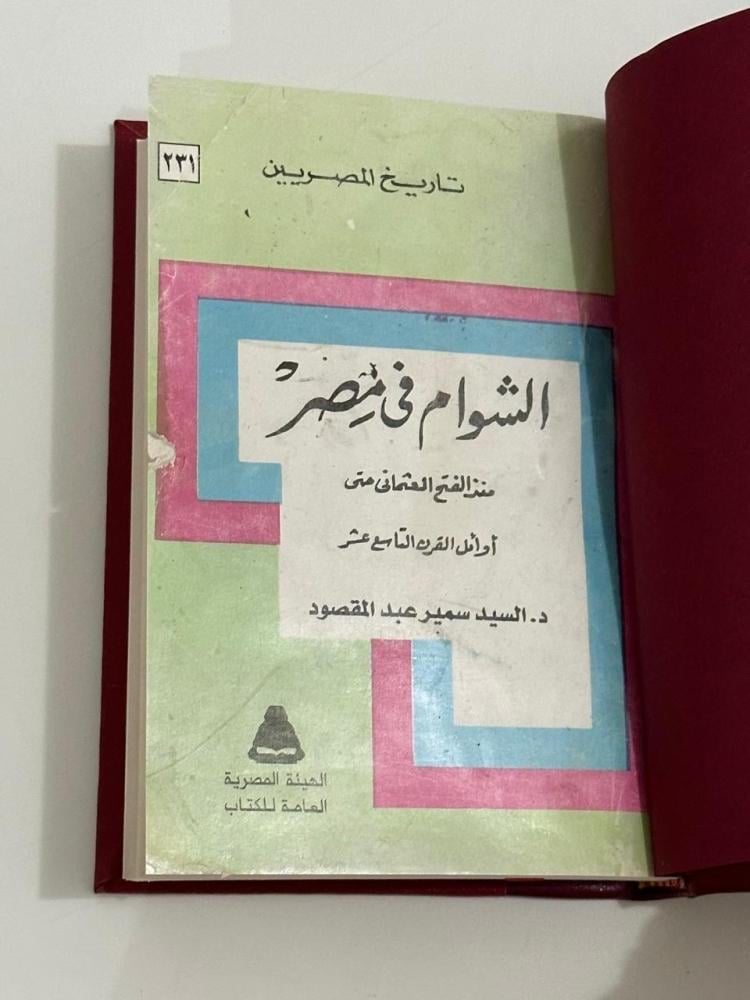 ٢٣١
تاريخ المصريين
الشوام في مصر
منذ الفتح العثماني حتى
أوائل القرن التاسع عشر
د. السيد سمير عبد المقصود
الهيئة المصرية
العامة للكتاب